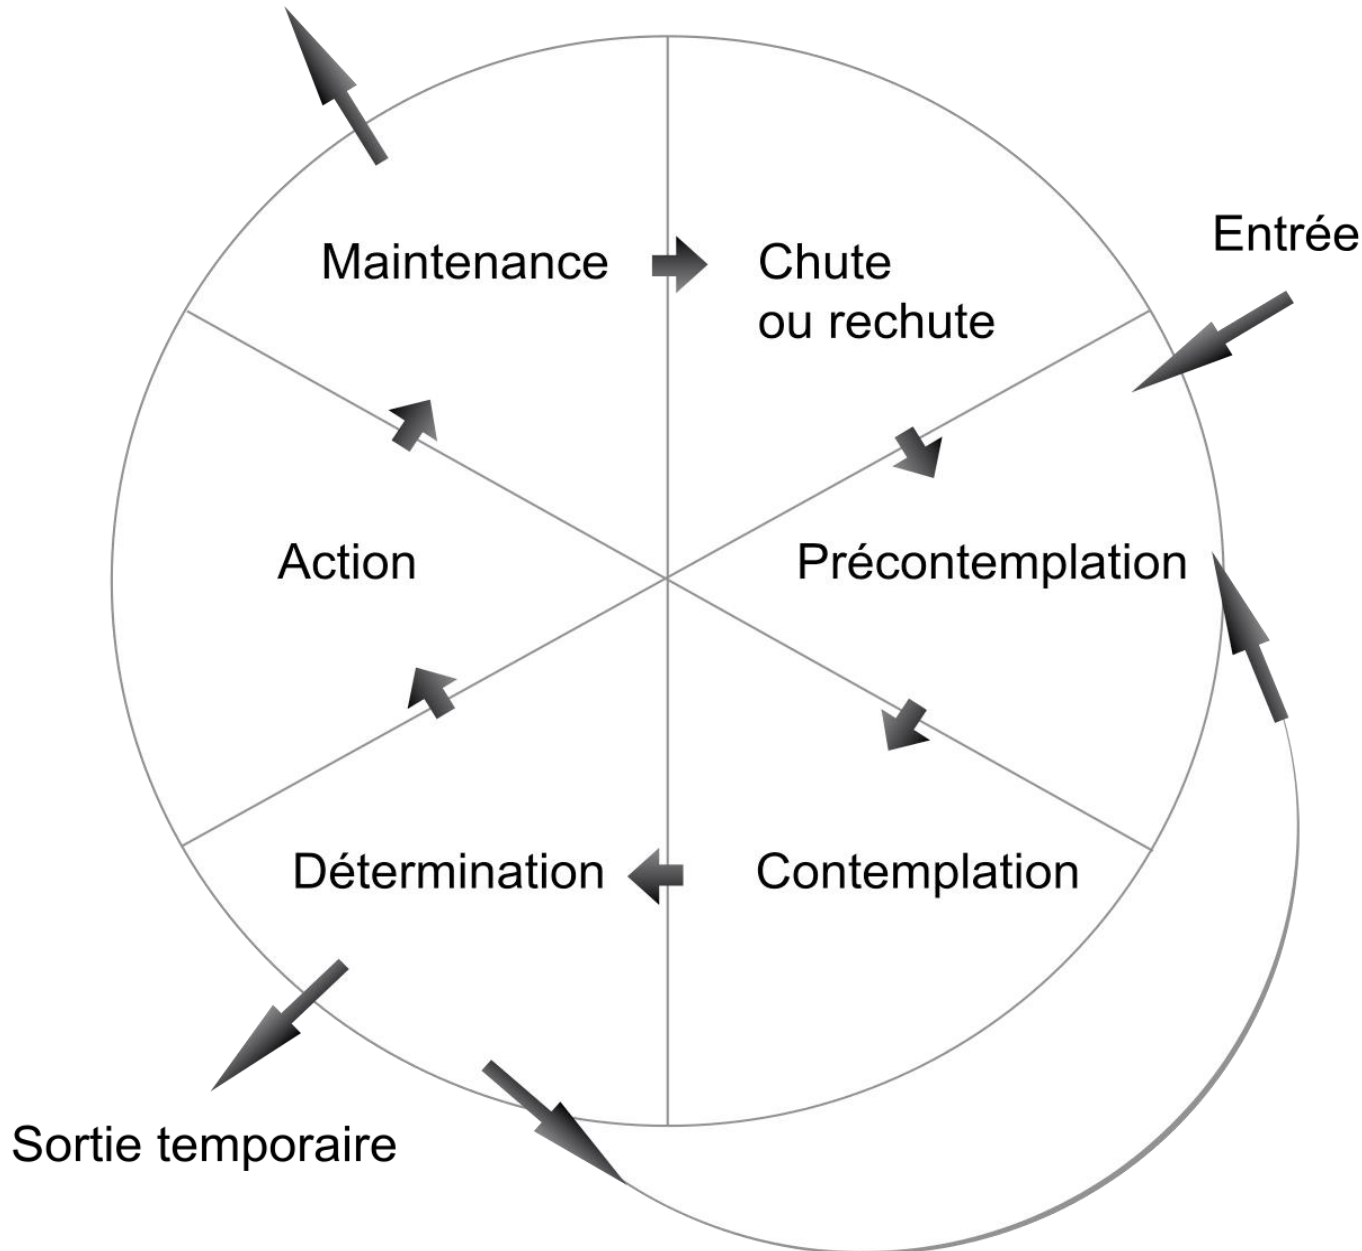 Entrée
Maintenance
Chute
ou rechute
Action
Précontemplation
Détermination
Contemplation
Sortie temporaire